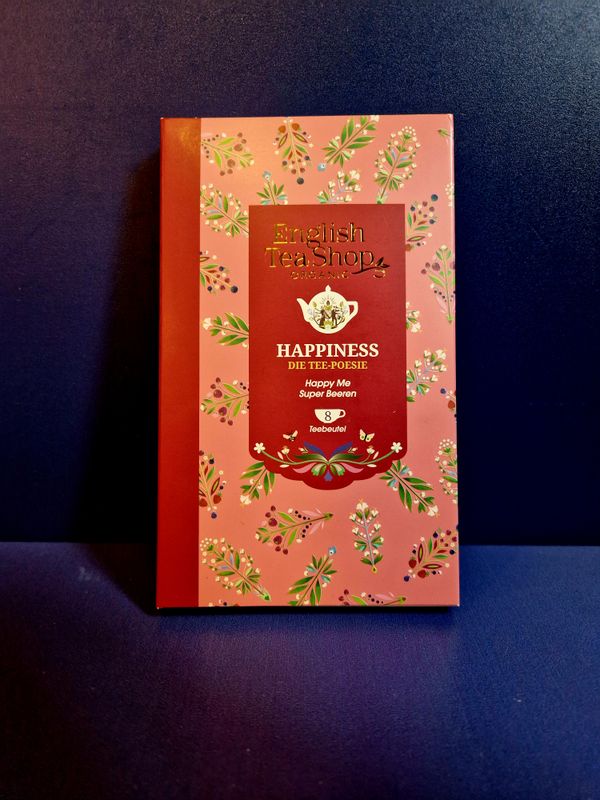 English
Tea Shop
ORGANIC
HAPPINESS
DIE TEE-POESIE
Happy Me
Super Beeren
8
Teebeutel